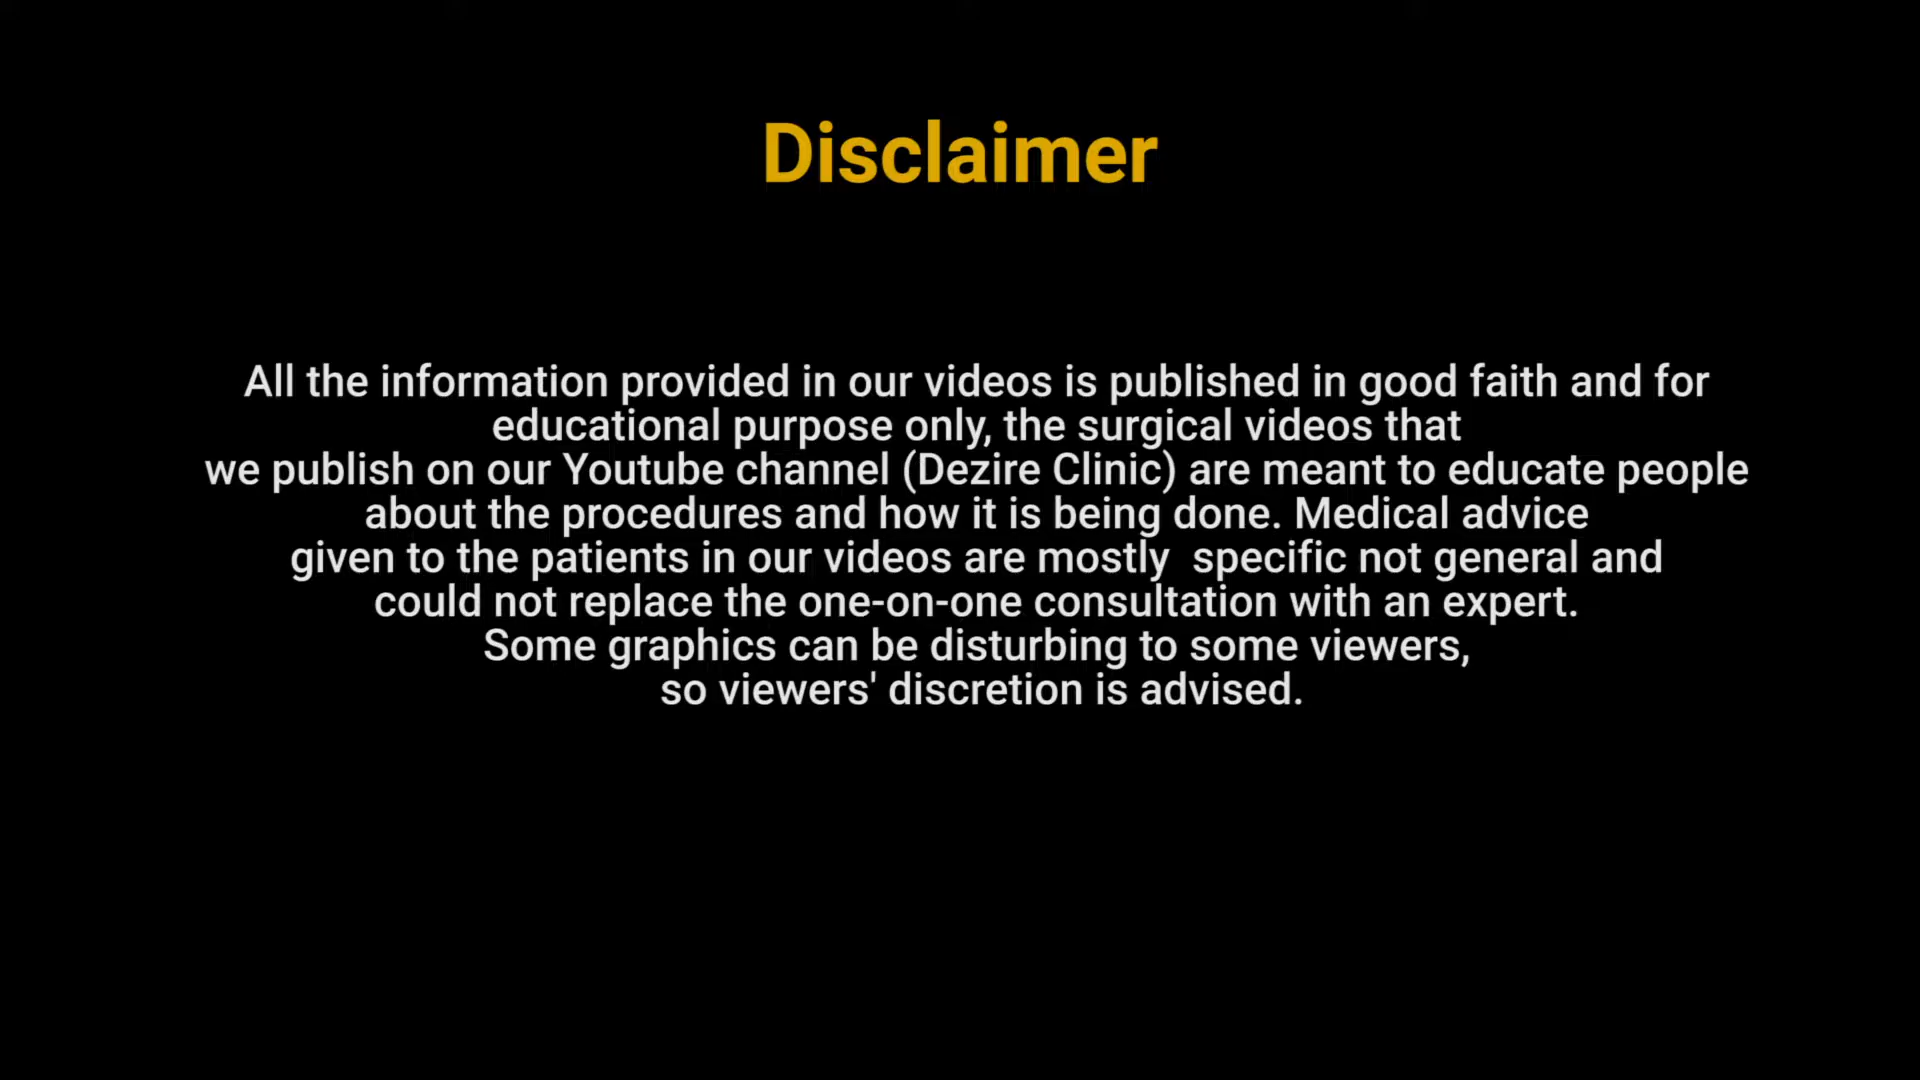 Disclaimer
All the information provided in our videos is published in good faith and for
educational purpose only, the surgical videos that
we publish on our Youtube channel (Dezire Clinic) are meant to educate people
about the procedures and how it is being done. Medical advice
given to the patients in our videos are mostly  specific not general and
could not replace the one-on-one consultation with an expert.
Some graphics can be disturbing to some viewers,
so viewers' discretion is advised.